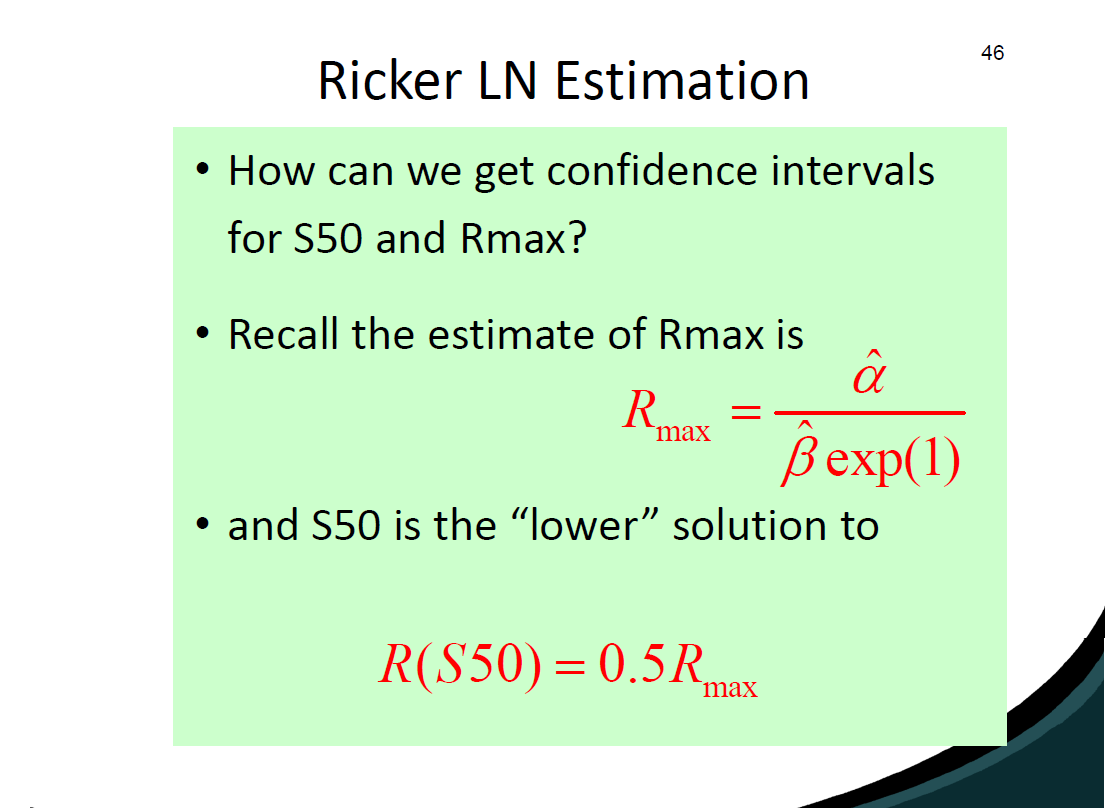 46
Ricker LN Estimation
• How can we get confidence intervals
for S50 and Rmax?
• Recall the estimate of Rmax is
R_max = α̂ / (β̂ exp(1))
• and S50 is the “lower” solution to
R(S50) = 0.5R_max